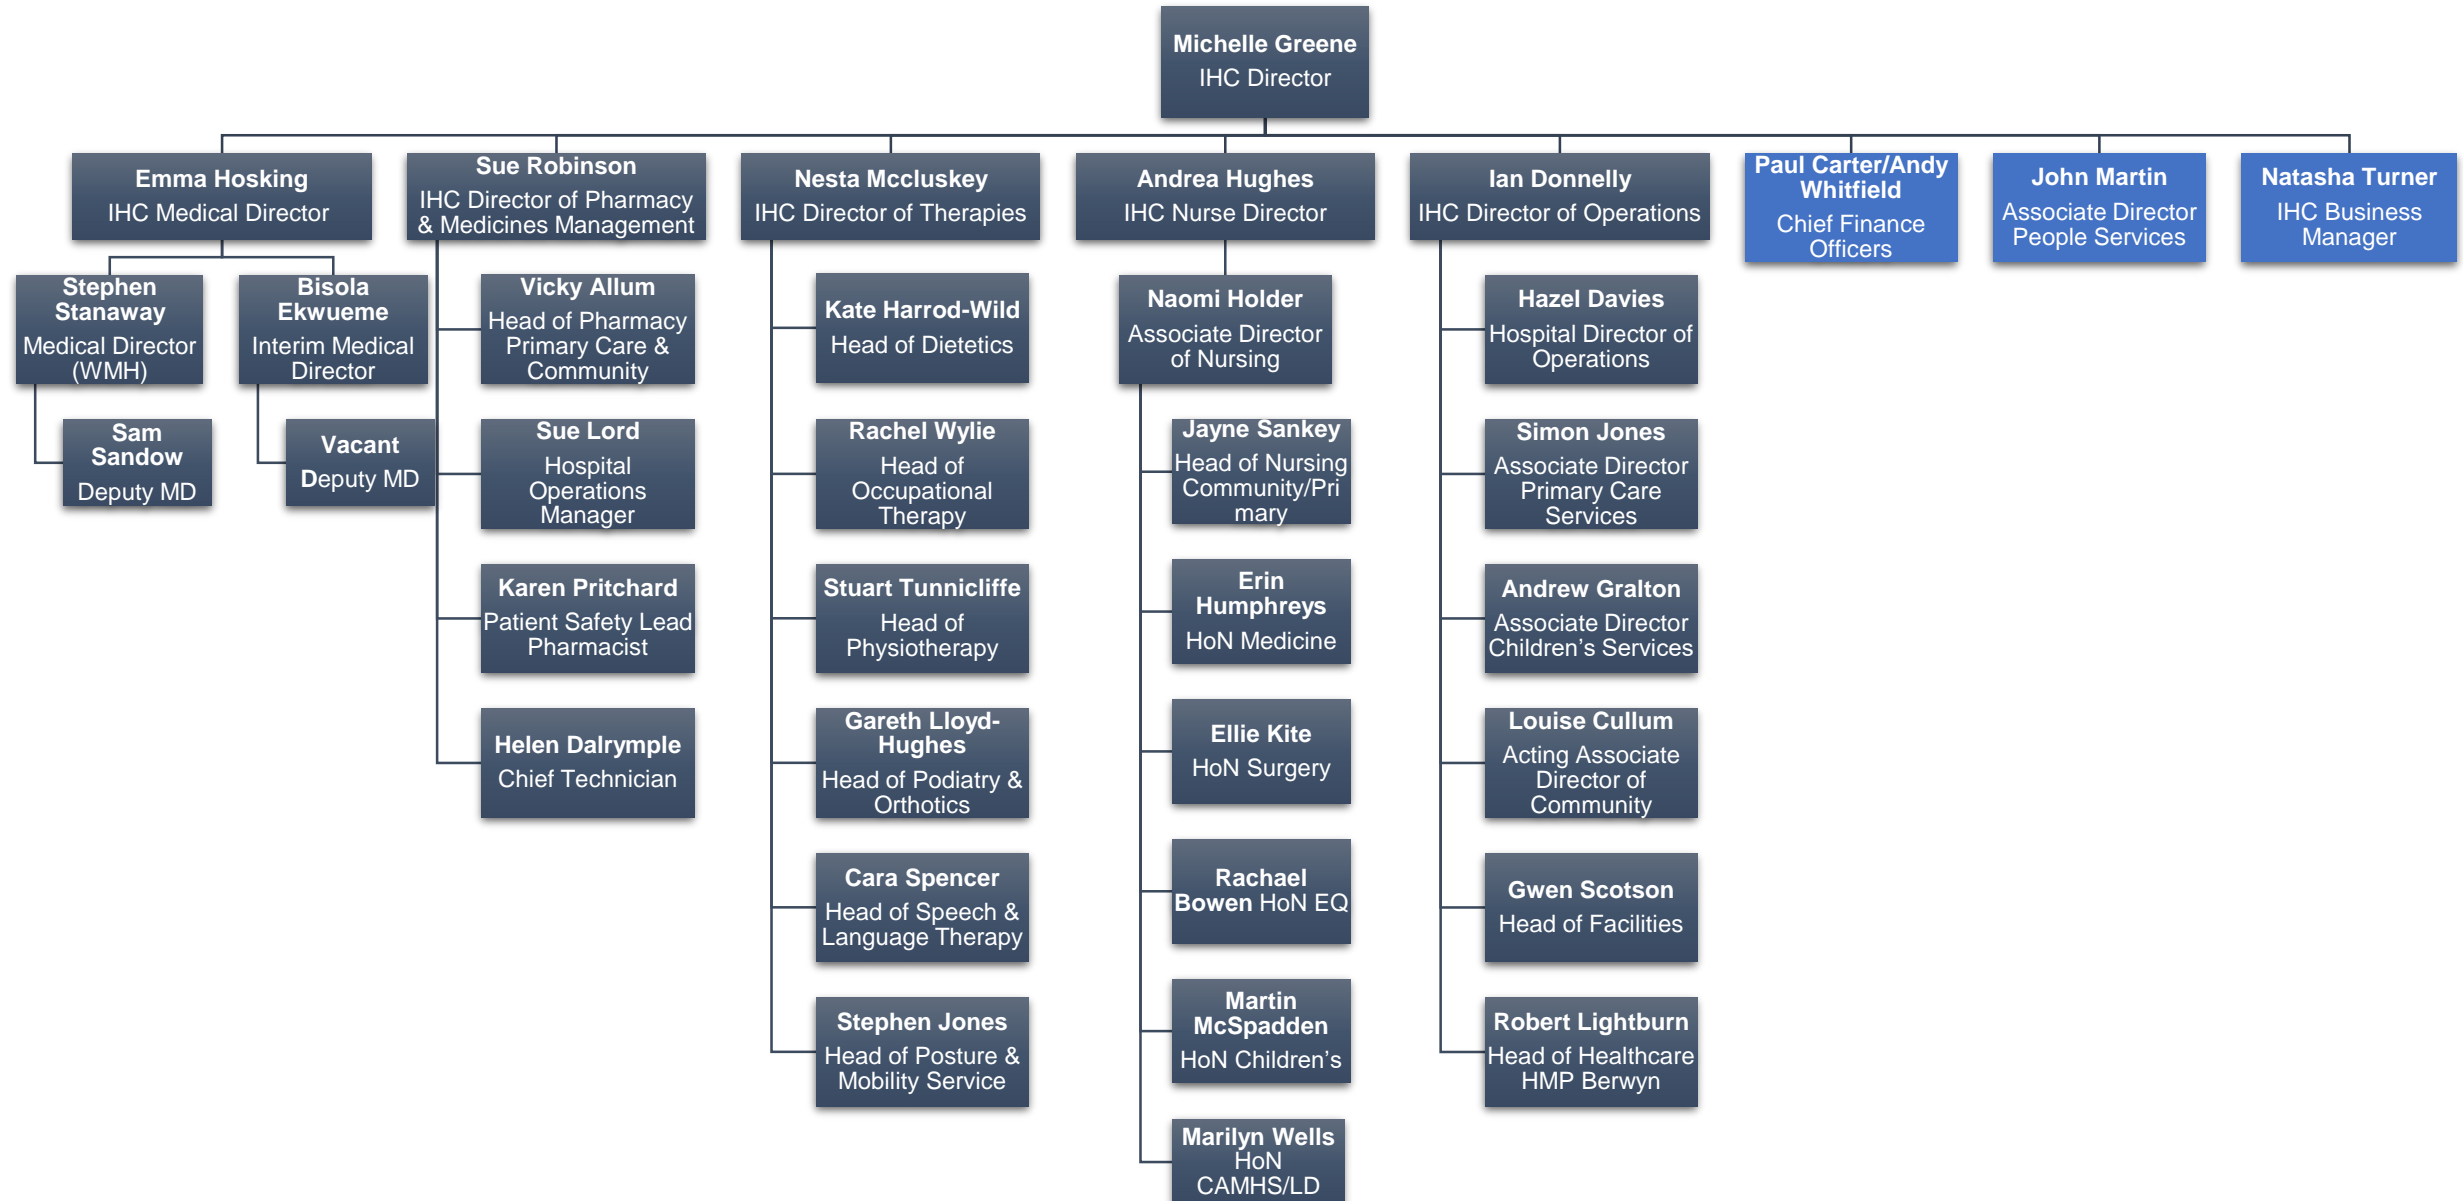 Michelle Greene
IHC Director
Emma Hosking
IHC Medical Director
Sue Robinson
IHC Director of Pharmacy
& Medicines Management
Nesta Mccluskey
IHC Director of Therapies
Andrea Hughes
IHC Nurse Director
Ian Donnelly
IHC Director of Operations
Paul Carter/Andy
Whitfield
Chief Finance
Officers
John Martin
Associate Director
People Services
Natasha Turner
IHC Business
Manager
Stephen
Stanaway
Medical Director
(WMH)
Sam
Sandow
Deputy MD
Bisola
Ekwueme
Interim Medical
Director
Vacant
Deputy MD
Vicky Allum
Head of Pharmacy
Primary Care &
Community
Sue Lord
Hospital
Operations
Manager
Karen Pritchard
Patient Safety Lead
Pharmacist
Helen Dalrymple
Chief Technician
Kate Harrod-Wild
Head of Dietetics
Rachel Wylie
Head of
Occupational
Therapy
Stuart Tunnicliffe
Head of
Physiotherapy
Gareth Lloyd-
Hughes
Head of Podiatry &
Orthotics
Cara Spencer
Head of Speech &
Language Therapy
Stephen Jones
Head of Posture &
Mobility Service
Naomi Holder
Associate Director
of Nursing
Jayne Sankey
Head of Nursing
Community/Pri
mary
Erin
Humphreys
HoN Medicine
Ellie Kite
HoN Surgery
Rachael
Bowen HoN EQ
Martin
McSpadden
HoN Children’s
Marilyn Wells
HoN
CAMHS/LD
Hazel Davies
Hospital Director of
Operations
Simon Jones
Associate Director
Primary Care
Services
Andrew Gralton
Associate Director
Children’s Services
Louise Cullum
Acting Associate
Director of
Community
Gwen Scotson
Head of Facilities
Robert Lightburn
Head of Healthcare
HMP Berwyn